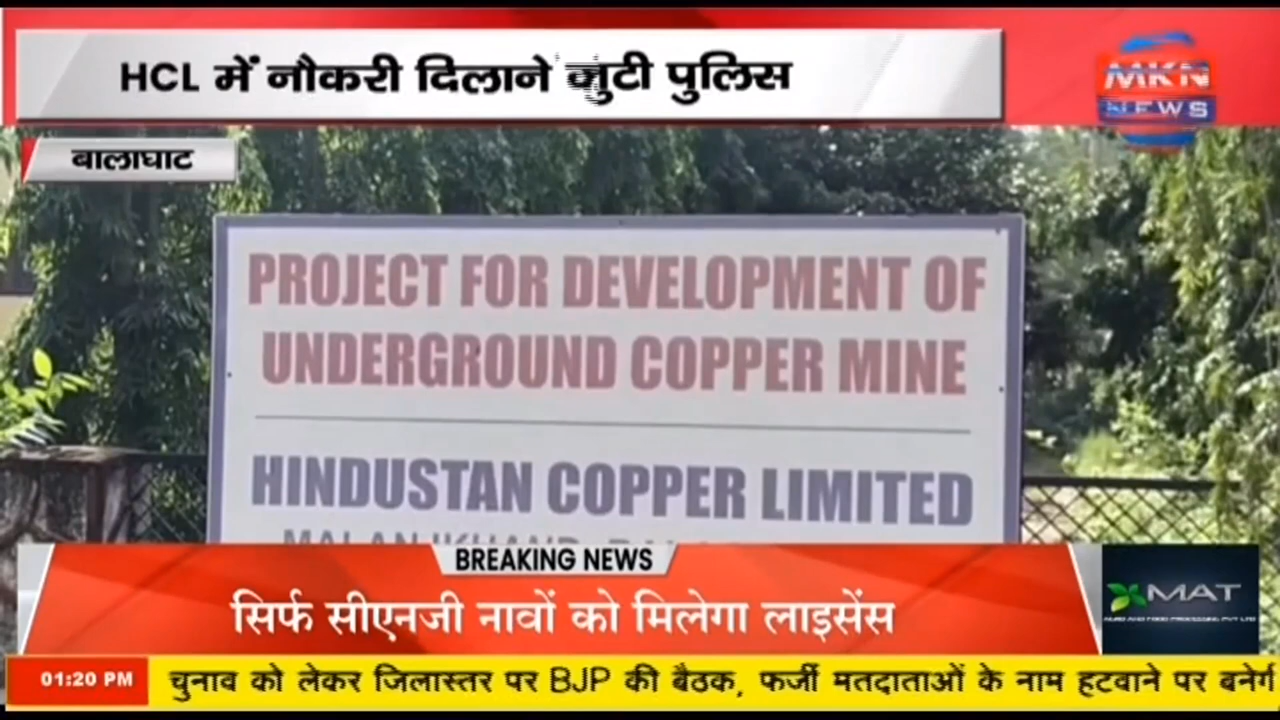 HCL में नौकरी दिलाने जुटी पुलिस
MKN
NEWS
बालाघाट
PROJECT FOR DEVELOPMENT OF
UNDERGROUND COPPER MINE
HINDUSTAN COPPER LIMITED
BREAKING NEWS
सिर्फ सीएनजी नावों को मिलेगा लाइसेंस
XMAT
01:20 PM
चुनाव को लेकर जिलास्तर पर BJP की बैठक, फर्जी मतदाताओं के नाम हटवाने पर बनेगी